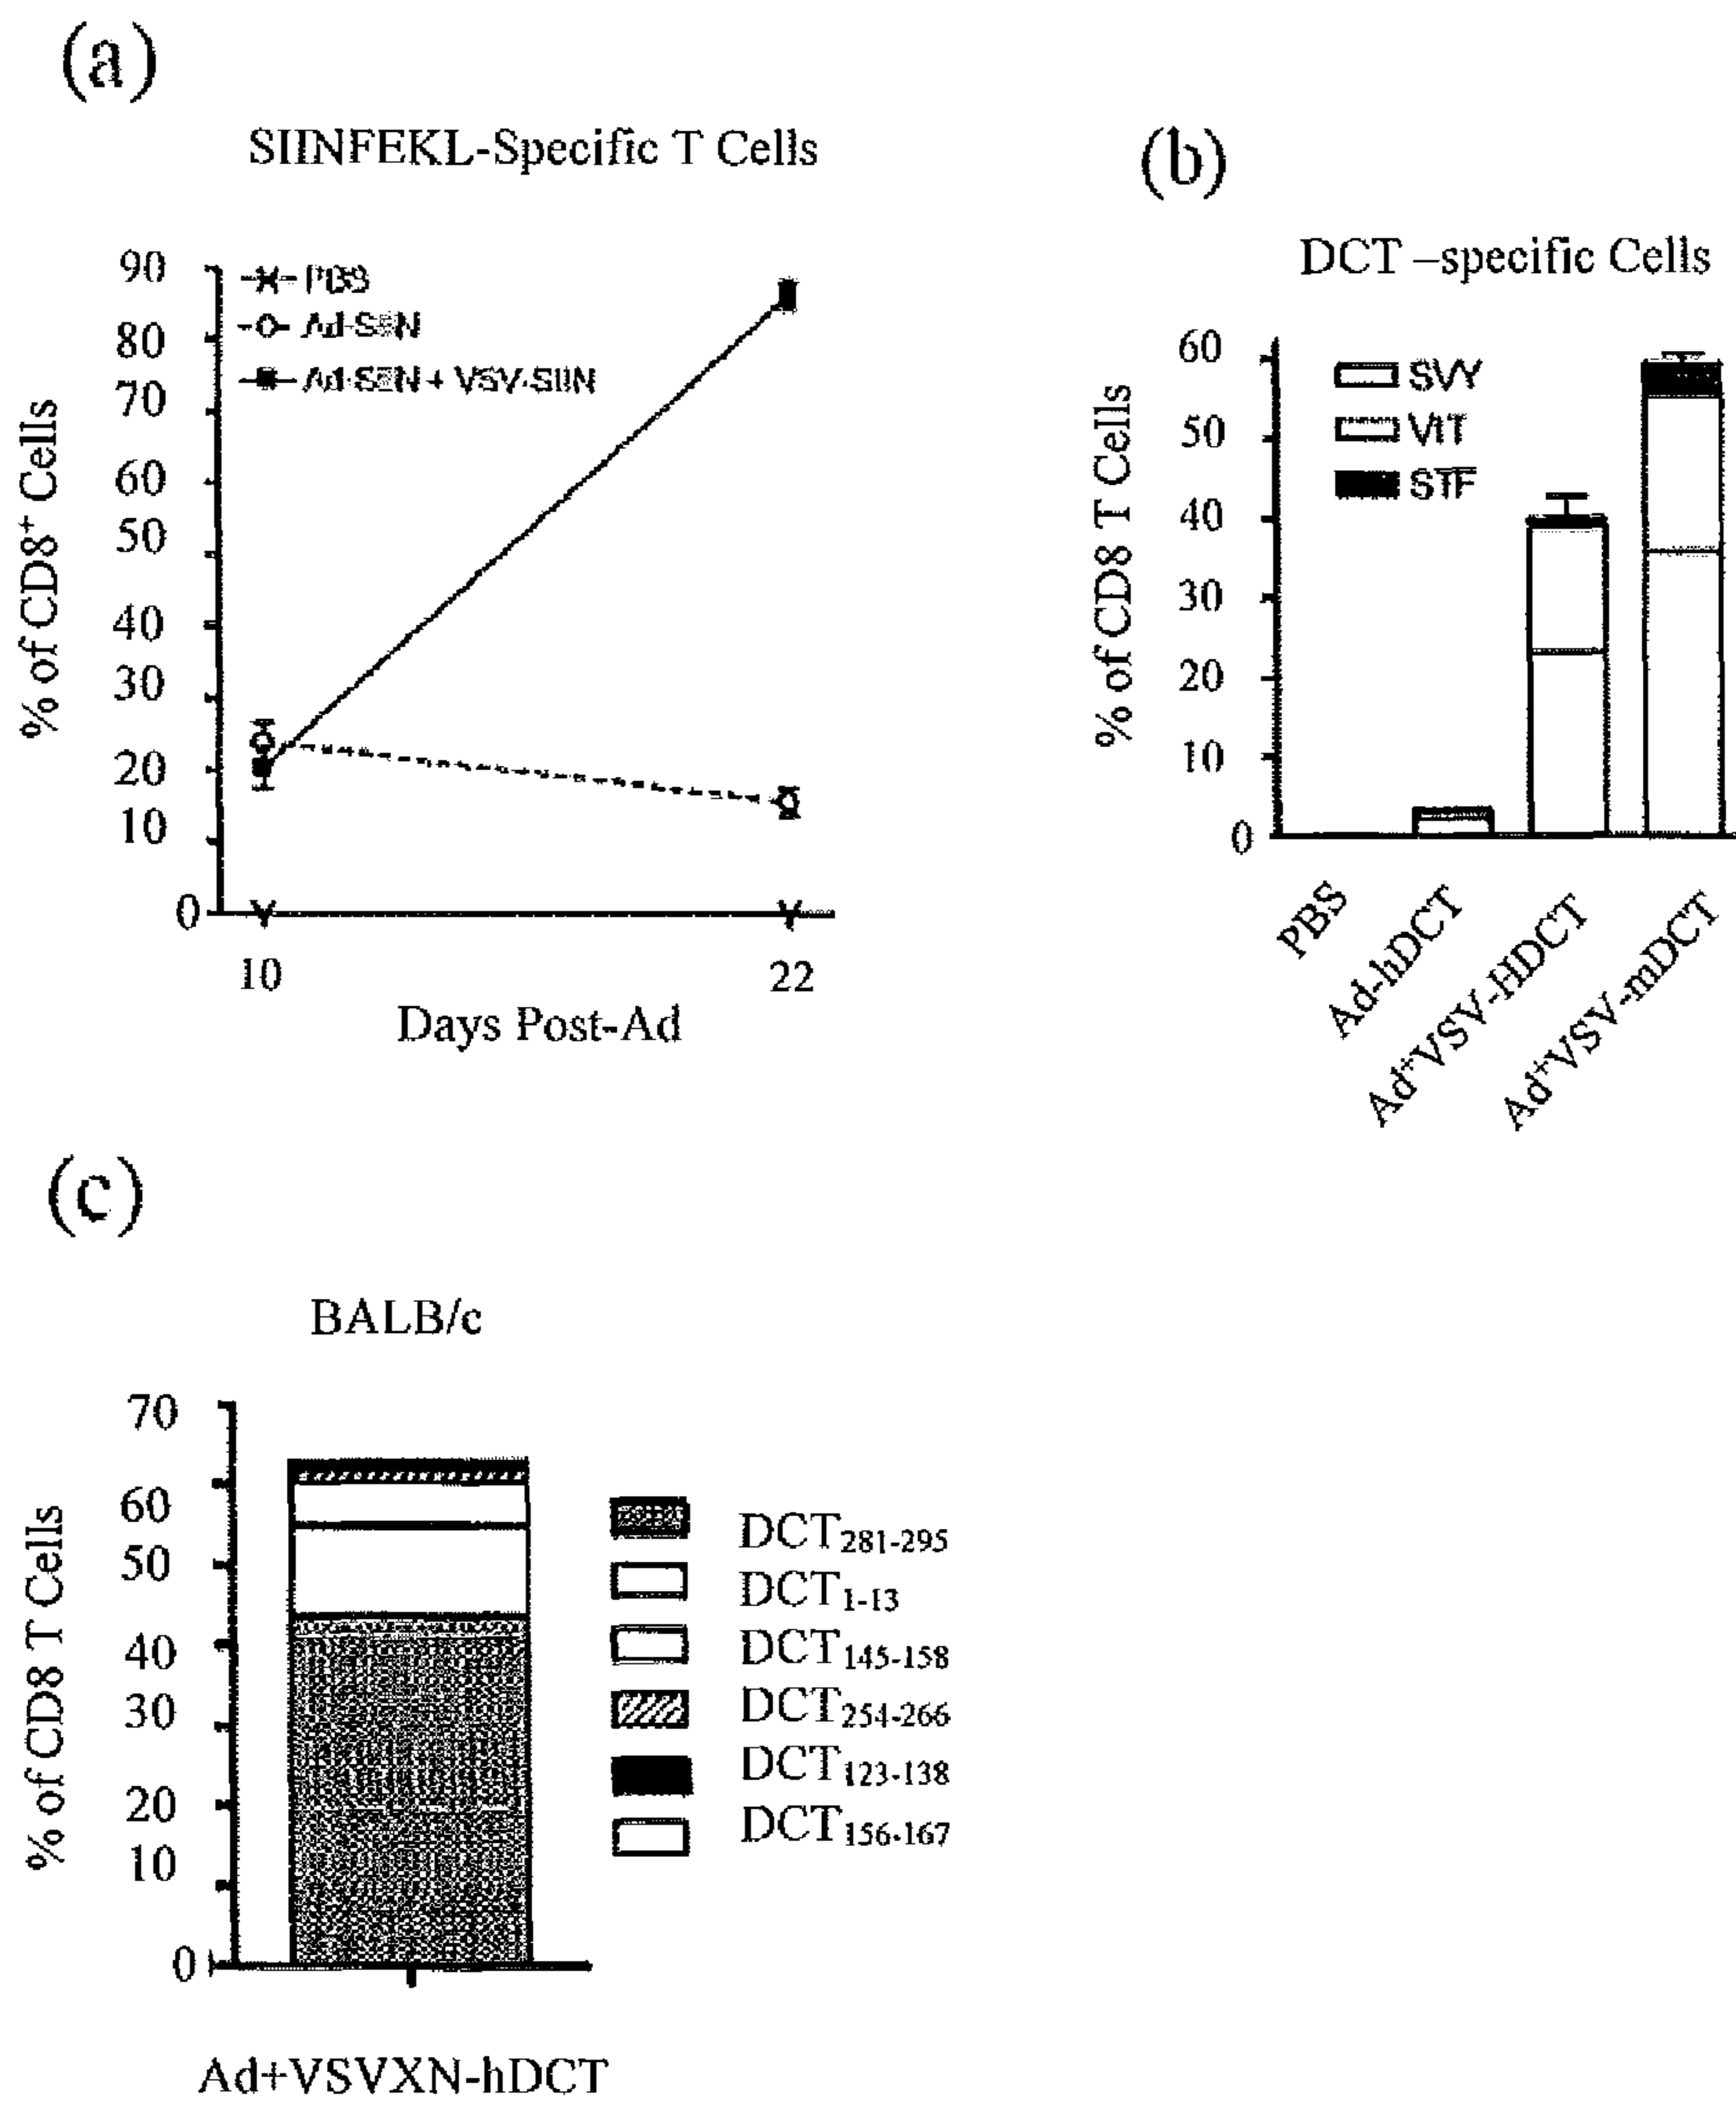 (a)
SIINFEKL-Specific T Cells
% of CD8⁺ Cells
90
80
70
60
50
40
30
20
10
0
PBS
Ad-SIIN
Ad-SIIN + VSV-SIIN
10
22
Days Post-Ad
(b)
DCT –specific Cells
% of CD8 T Cells
60
50
40
30
20
10
0
SVY
VIT
STF
PBS
Ad-hDCT
Ad⁺VSV-HDCT
Ad⁺VSV-mDCT
(c)
BALB/c
% of CD8 T Cells
70
60
50
40
30
20
10
0
DCT₂₈₁₋₂₉₅
DCT₁₋₁₃
DCT₁₄₅₋₁₅₈
DCT₂₅₄₋₂₆₆
DCT₁₂₃₋₁₃₈
DCT₁₅₆₋₁₆₇
Ad+VSVXN-hDCT